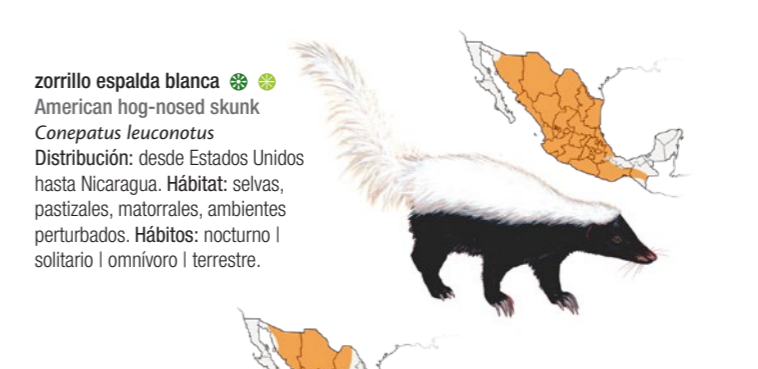 zorrillo espalda blanca
American hog-nosed skunk
Conepatus leuconotus
Distribución: desde Estados Unidos
hasta Nicaragua. Hábitat: selvas,
pastizales, matorrales, ambientes
perturbados. Hábitos: nocturno |
solitario | omnívoro | terrestre.